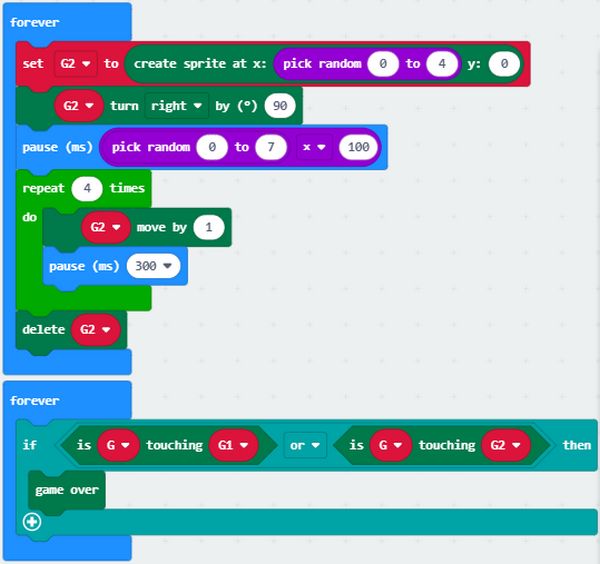 forever
set G2 to create sprite at x: pick random 0 to 4 y: 0
G2 turn right by (°) 90
pause (ms) pick random 0 to 7 x 100
repeat 4 times
do G2 move by 1
pause (ms) 300
delete G2
forever
if is G touching G1 or is G touching G2 then
game over